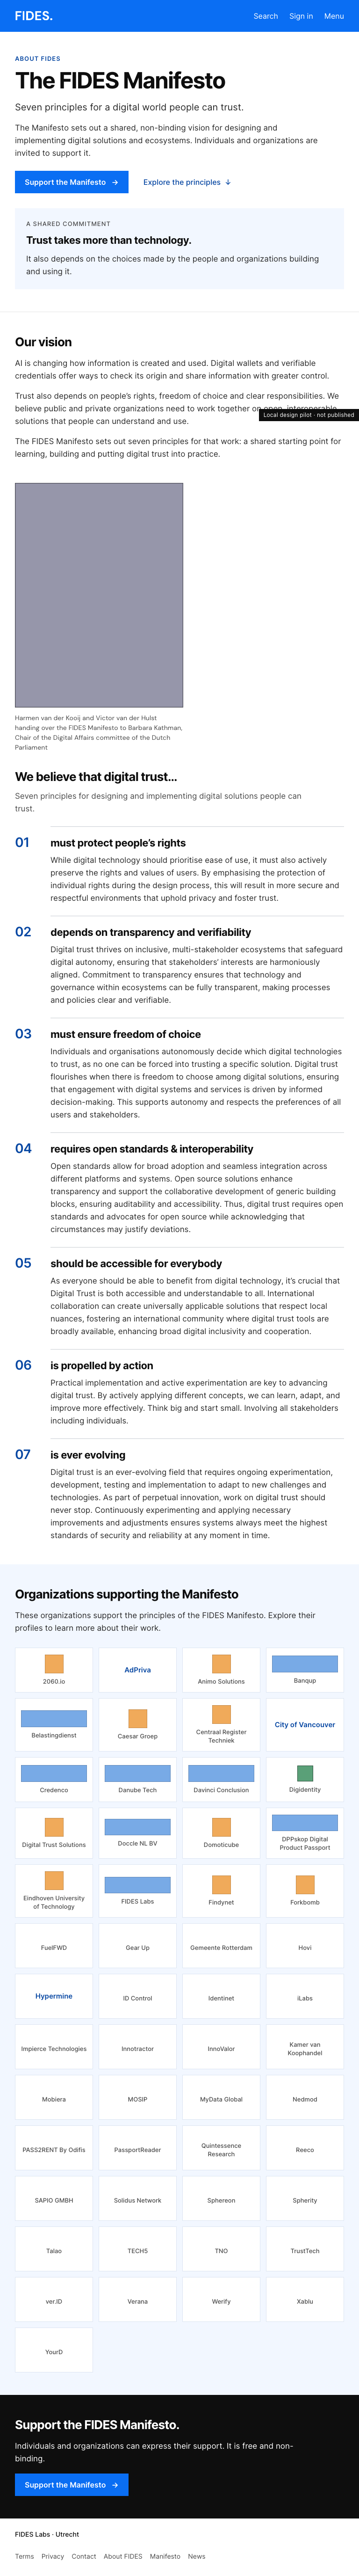 FIDES.
Search Sign in Menu
ABOUT FIDES
The FIDES Manifesto
Seven principles for a digital world people can trust.
The Manifesto sets out a shared, non-binding vision for designing and
implementing digital solutions and ecosystems. Individuals and organizations are
invited to support it.
Support the Manifesto →
Explore the principles ↓
A SHARED COMMITMENT
Trust takes more than technology.
It also depends on the choices made by the people and organizations building
and using it.
Our vision
AI is changing how information is created and used. Digital wallets and verifiable
credentials offer ways to check its origin and share information with greater control.
Trust also depends on people's rights, freedom of choice and clear responsibilities. We
believe public and private organizations need to work together on open, interoperable
Local design pilot · not published
solutions that people can understand and use.
The FIDES Manifesto sets out seven principles for that work: a shared starting point for
learning, building and putting digital trust into practice.
Harmen van der Kooij and Victor van der Hulst
handing over the FIDES Manifesto to Barbara Kathman,
Chair of the Digital Affairs committee of the Dutch
Parliament
We believe that digital trust...
Seven principles for designing and implementing digital solutions people can
trust.
01 must protect people's rights
While digital technology should prioritise ease of use, it must also actively
preserve the rights and values of users. By emphasising the protection of
individual rights during the design process, this will result in more secure and
respectful environments that uphold privacy and foster trust.
02 depends on transparency and verifiability
Digital trust thrives on inclusive, multi-stakeholder ecosystems that safeguard
digital autonomy, ensuring that stakeholders' interests are harmoniously
aligned. Commitment to transparency ensures that technology and
governance within ecosystems can be fully transparent, making processes
and policies clear and verifiable.
03 must ensure freedom of choice
Individuals and organisations autonomously decide which digital technologies
to trust, as no one can be forced into trusting a specific solution. Digital trust
flourishes when there is freedom to choose among digital solutions, ensuring
that engagement with digital systems and services is driven by informed
decision-making. This supports autonomy and respects the preferences of all
users and stakeholders.
04 requires open standards & interoperability
Open standards allow for broad adoption and seamless integration across
different platforms and systems. Open source solutions enhance
transparency and support the collaborative development of generic building
blocks, ensuring auditability and accessibility. Thus, digital trust requires open
standards and advocates for open source while acknowledging that
circumstances may justify deviations.
05 should be accessible for everybody
As everyone should be able to benefit from digital technology, it's crucial that
Digital Trust is both accessible and understandable to all. International
collaboration can create universally applicable solutions that respect local
nuances, fostering an international community where digital trust tools are
broadly available, enhancing broad digital inclusivity and cooperation.
06 is propelled by action
Practical implementation and active experimentation are key to advancing
digital trust. By actively applying different concepts, we can learn, adapt, and
improve more effectively. Think big and start small. Involving all stakeholders
including individuals.
07 is ever evolving
Digital trust is an ever-evolving field that requires ongoing experimentation,
development, testing and implementation to adapt to new challenges and
technologies. As part of perpetual innovation, work on digital trust should
never stop. Continuously experimenting and applying necessary
improvements and adjustments ensures systems always meet the highest
standards of security and reliability at any moment in time.
Organizations supporting the Manifesto
These organizations support the principles of the FIDES Manifesto. Explore their
profiles to learn more about their work.
2060.io
AdPriva
Animo Solutions
Banqup
Belastingdienst
Caesar Groep
Centraal Register
Techniek
City of Vancouver
Credenco
Danube Tech
Davinci Conclusion
Digidentity
Digital Trust Solutions
Doccle NL BV
Domoticube
DPPskop Digital
Product Passport
Eindhoven University
of Technology
FIDES Labs
Findynet
Forkbomb
FuelFWD
Gear Up
Gemeente Rotterdam
Hovi
Hypermine
ID Control
Identinet
iLabs
Impierce Technologies
Innotractor
InnoValor
Kamer van
Koophandel
Mobiera
MOSIP
MyData Global
Nedmod
PASS2RENT By Odifis
PassportReader
Quintessence
Research
Reeco
SAPIO GMBH
Solidus Network
Sphereon
Spherity
Talao
TECH5
TNO
TrustTech
ver.ID
Verana
Werify
Xablu
YourD
Support the FIDES Manifesto.
Individuals and organizations can express their support. It is free and non-
binding.
Support the Manifesto →
FIDES Labs · Utrecht
Terms Privacy Contact About FIDES Manifesto News